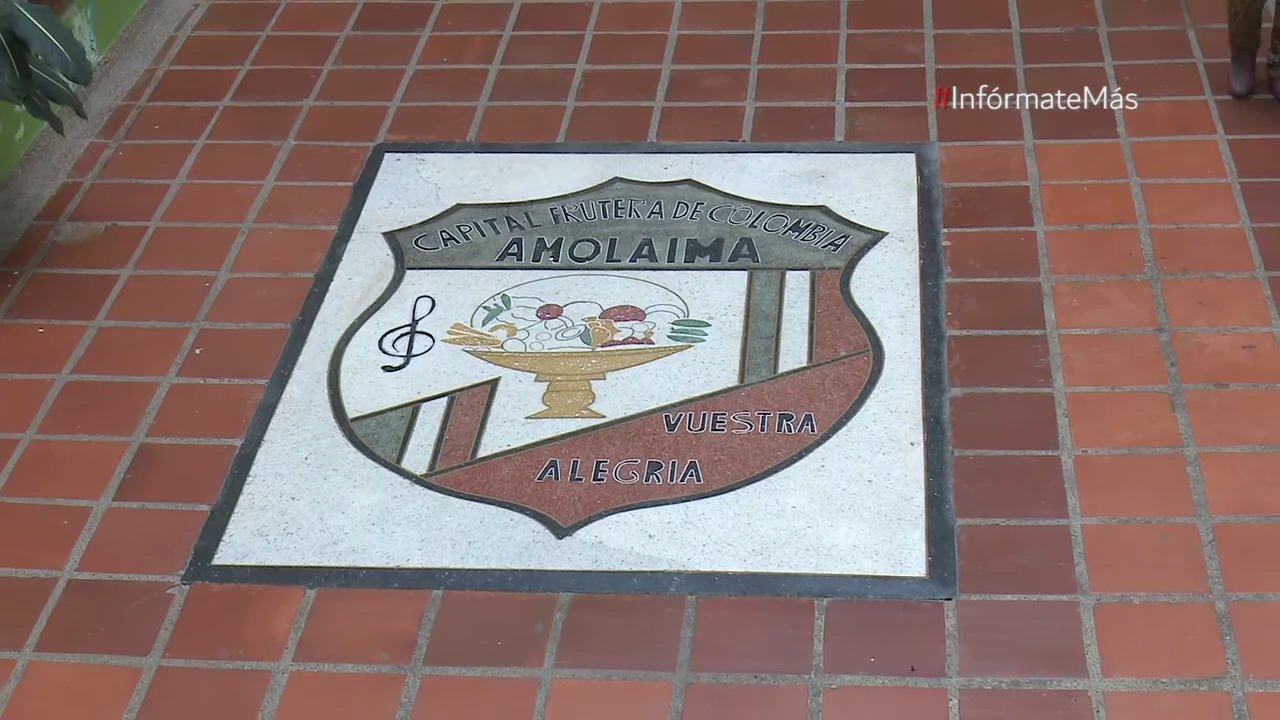 #InfórmateMás
CAPITAL FRUTERA DE COLOMBIA
AMOLAIMA
VUESTRA
ALEGRIA